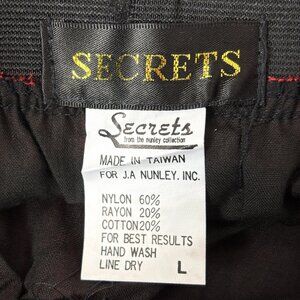 SECRETS
Secrets
from the nunley collection
MADE IN TAIWAN
FOR J.A NUNLEY. INC.
NYLON 60%
RAYON 20%
COTTON20%
FOR BEST RESULTS
HAND WASH
LINE DRY L